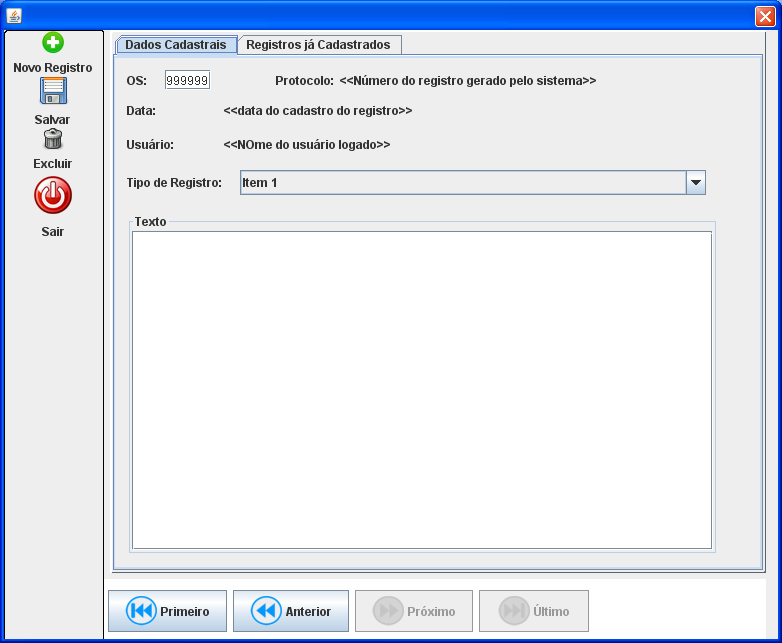 Novo Registro
Salvar
Excluir
Sair
Dados Cadastrais Registros já Cadastrados
OS: 999999 Protocolo: <<Número do registro gerado pelo sistema>>
Data: <<data do cadastro do registro>>
Usuário: <<NOme do usuário logado>>
Tipo de Registro: Item 1
Texto
Primeiro Anterior Próximo Último